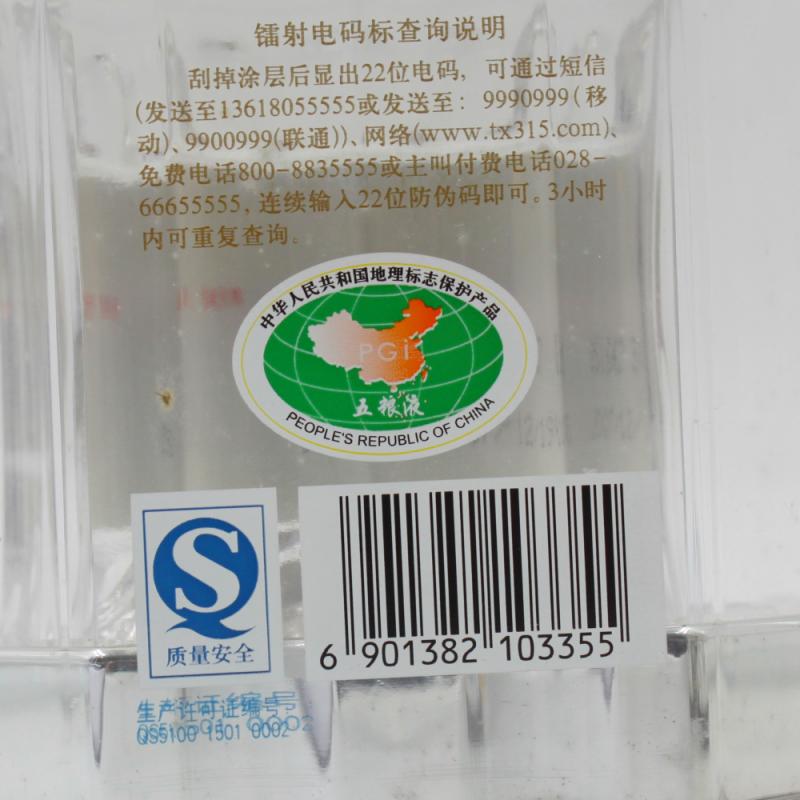 镭射电码标查询说明
刮掉涂层后显出22位电码，可通过短信
(发送至13618055555或发送至：9990999(移
动)、9900999(联通))、网络(www.tx315.com)、
免费电话800-8835555或主叫付费电话028-
66655555，连续输入22位防伪码即可。3小时
内可重复查询。
中华人民共和国地理标志保护产品
PGi
五粮液
PEOPLE'S REPUBLIC OF CHINA
S
质量安全
6 901382 103355
生产许可证编号:
QS5100 1501 0002